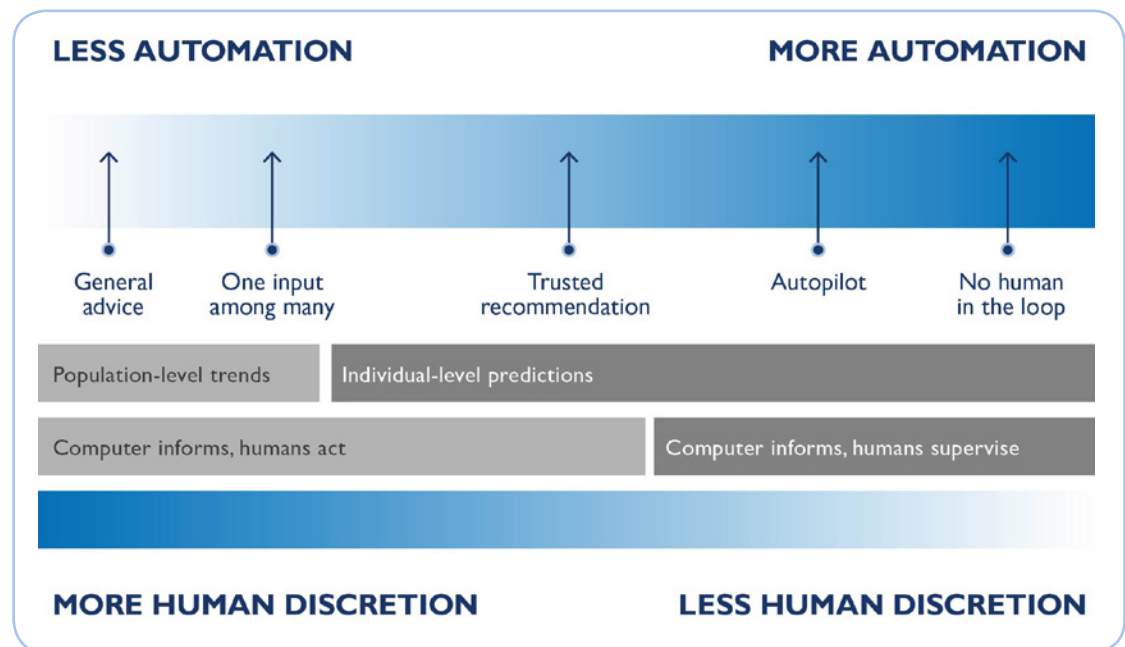 LESS AUTOMATION
MORE AUTOMATION
General
advice
One input
among many
Trusted
recommendation
Autopilot
No human
in the loop
Population-level trends
Individual-level predictions
Computer informs, humans act
Computer informs, humans supervise
MORE HUMAN DISCRETION
LESS HUMAN DISCRETION